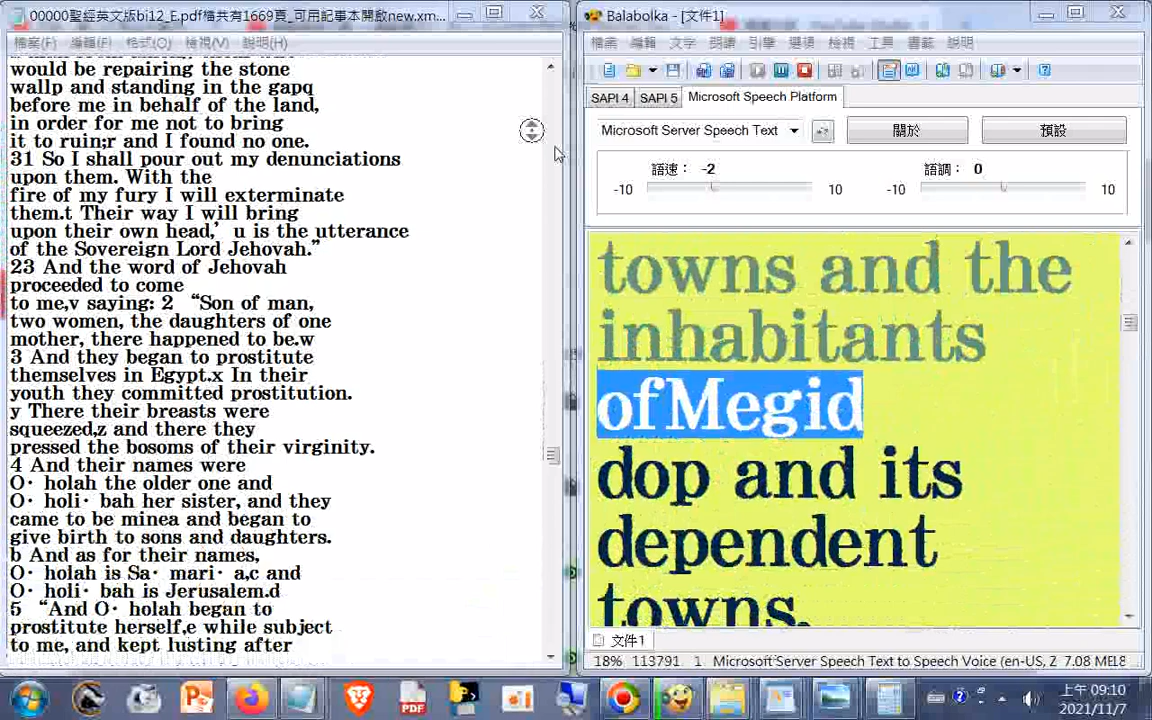 00000聖經英文版bi12_E.pdf檔共有1669頁_可用記事本開啟new.xm...
檔案(F) 編輯(E) 格式(O) 檢視(V) 說明(H)
would be repairing the stone
wallp and standing in the gapq
before me in behalf of the land,
in order for me not to bring
it to ruin;r and I found no one.
31 So I shall pour out my denunciations
upon them. With the
fire of my fury I will exterminate
them.t Their way I will bring
upon their own head,’ u is the utterance
of the Sovereign Lord Jehovah.”
23 And the word of Jehovah
proceeded to come
to me,v saying: 2 “Son of man,
two women, the daughters of one
mother, there happened to be.w
3 And they began to prostitute
themselves in Egypt.x In their
youth they committed prostitution.
y There their breasts were
squeezed,z and there they
pressed the bosoms of their virginity.
4 And their names were
O· holah the older one and
O· holi· bah her sister, and they
came to be minea and began to
give birth to sons and daughters.
b And as for their names,
O· holah is Sa· mari· a,c and
O· holi· bah is Jerusalem.d
5 “And O· holah began to
prostitute herself,e while subject
to me, and kept lusting after
Balabolka - [文件1]
檔案 編輯 文字 朗讀 引擎 選項 檢視 工具 書籤 說明
SAPI 4 SAPI 5 Microsoft Speech Platform
Microsoft Server Speech Text 關於 預設
語速： -2 語調： 0
-10 10 -10 10
towns and the
inhabitants
ofMegid
dop and its
dependent
towns,
文件1
18% 113791 1 Microsoft Server Speech Text to Speech Voice (en-US, Z 7.08 MEL8
PDF
上午 09:10
2021/11/7